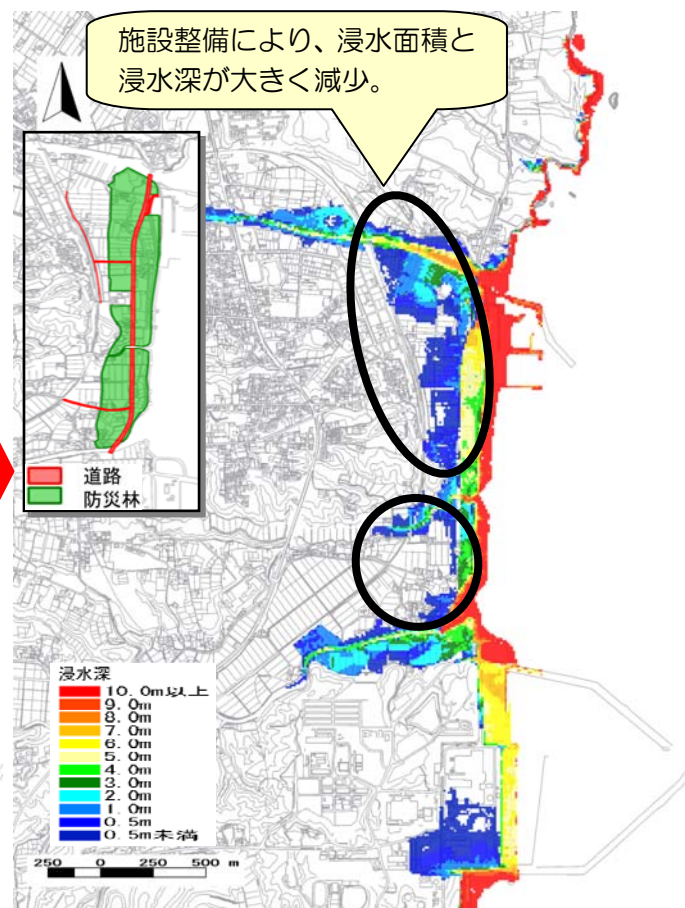 施設整備により、浸水面積と
浸水深が大きく減少。
道路
防災林
浸水深
10.0m以上
9.0m
8.0m
7.0m
6.0m
5.0m
4.0m
3.0m
2.0m
1.0m
0.5m
0.5m未満
250 0 250 500 m